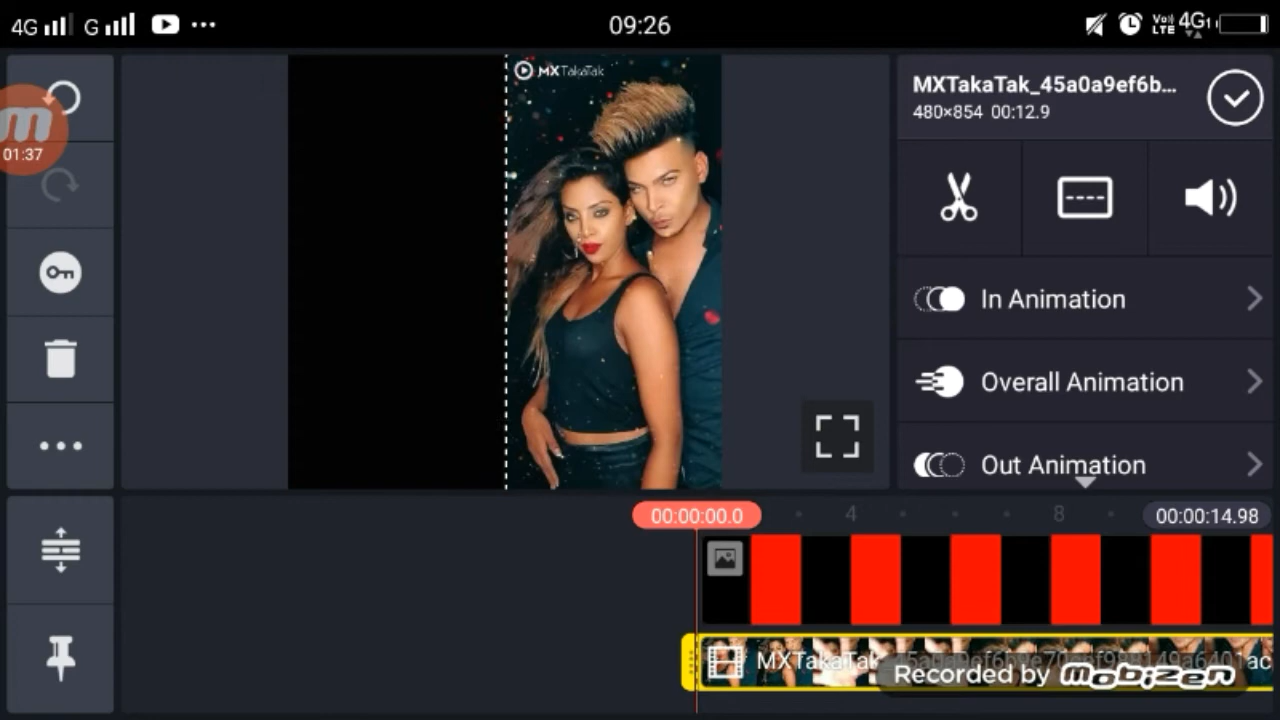 4G G 09:26 VoLTE 4G
01:37
MXTakaTak
MXTakaTak_45a0a9ef6b...
480×854 00:12.9
In Animation
Overall Animation
Out Animation
00:00:00.0 4 8 00:00:14.98
MXTakaTak
Recorded by mobizen